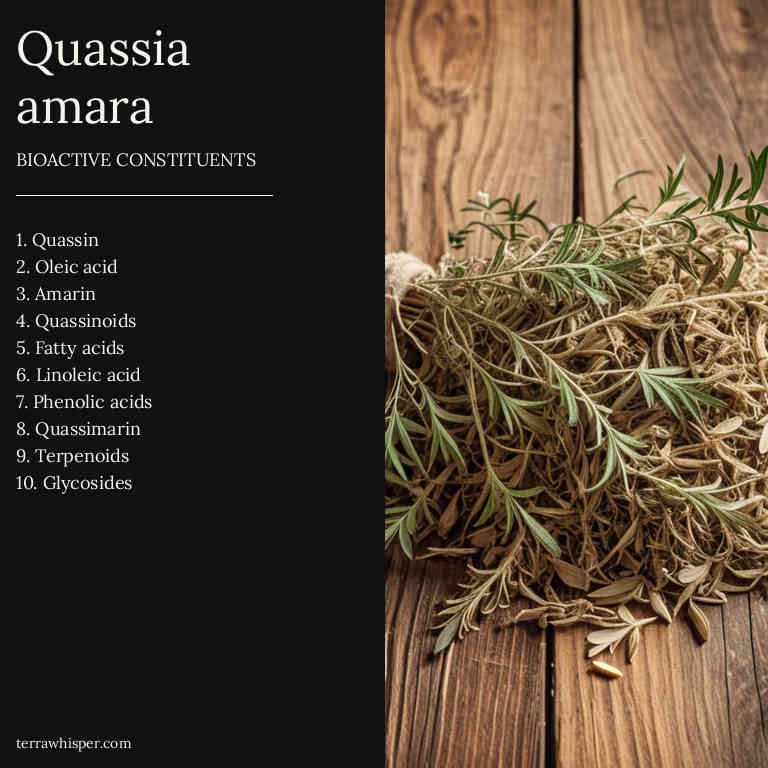 Quassia
amara
BIOACTIVE CONSTITUENTS
1. Quassin
2. Oleic acid
3. Amarin
4. Quassinoids
5. Fatty acids
6. Linoleic acid
7. Phenolic acids
8. Quassimarin
9. Terpenoids
10. Glycosides
terrawhisper.com